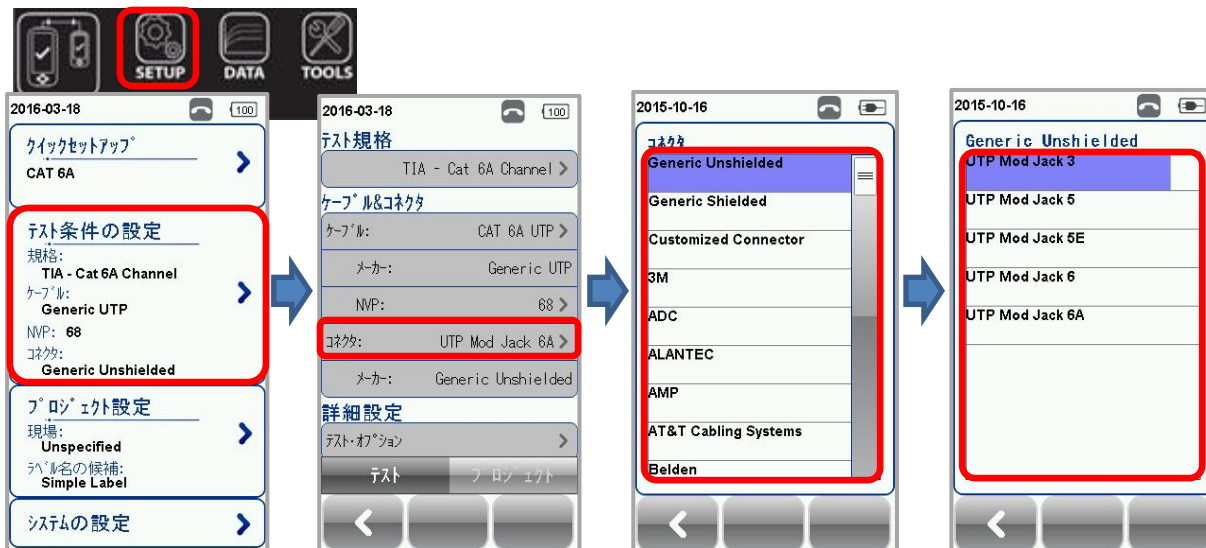 SETUP
DATA
TOOLS
2016-03-18
100
クイックセットアップ
CAT 6A
テスト条件の設定
規格:
TIA - Cat 6A Channel
ケーブル:
Generic UTP
NVP: 68
コネクタ:
Generic Unshielded
プロジェクト設定
現場:
Unspecified
ラベル名の候補:
Simple Label
システムの設定
2016-03-18
100
テスト規格
TIA - Cat 6A Channel
ケーブル&コネクタ
ケーブル: CAT 6A UTP
メーカー: Generic UTP
NVP: 68
コネクタ: UTP Mod Jack 6A
メーカー: Generic Unshielded
詳細設定
テスト・オプション
テスト プロジェクト
2015-10-16
コネクタ
Generic Unshielded
Generic Shielded
Customized Connector
3M
ADC
ALANTEC
AMP
AT&T Cabling Systems
Belden
2015-10-16
Generic Unshielded
UTP Mod Jack 3
UTP Mod Jack 5
UTP Mod Jack 5E
UTP Mod Jack 6
UTP Mod Jack 6A